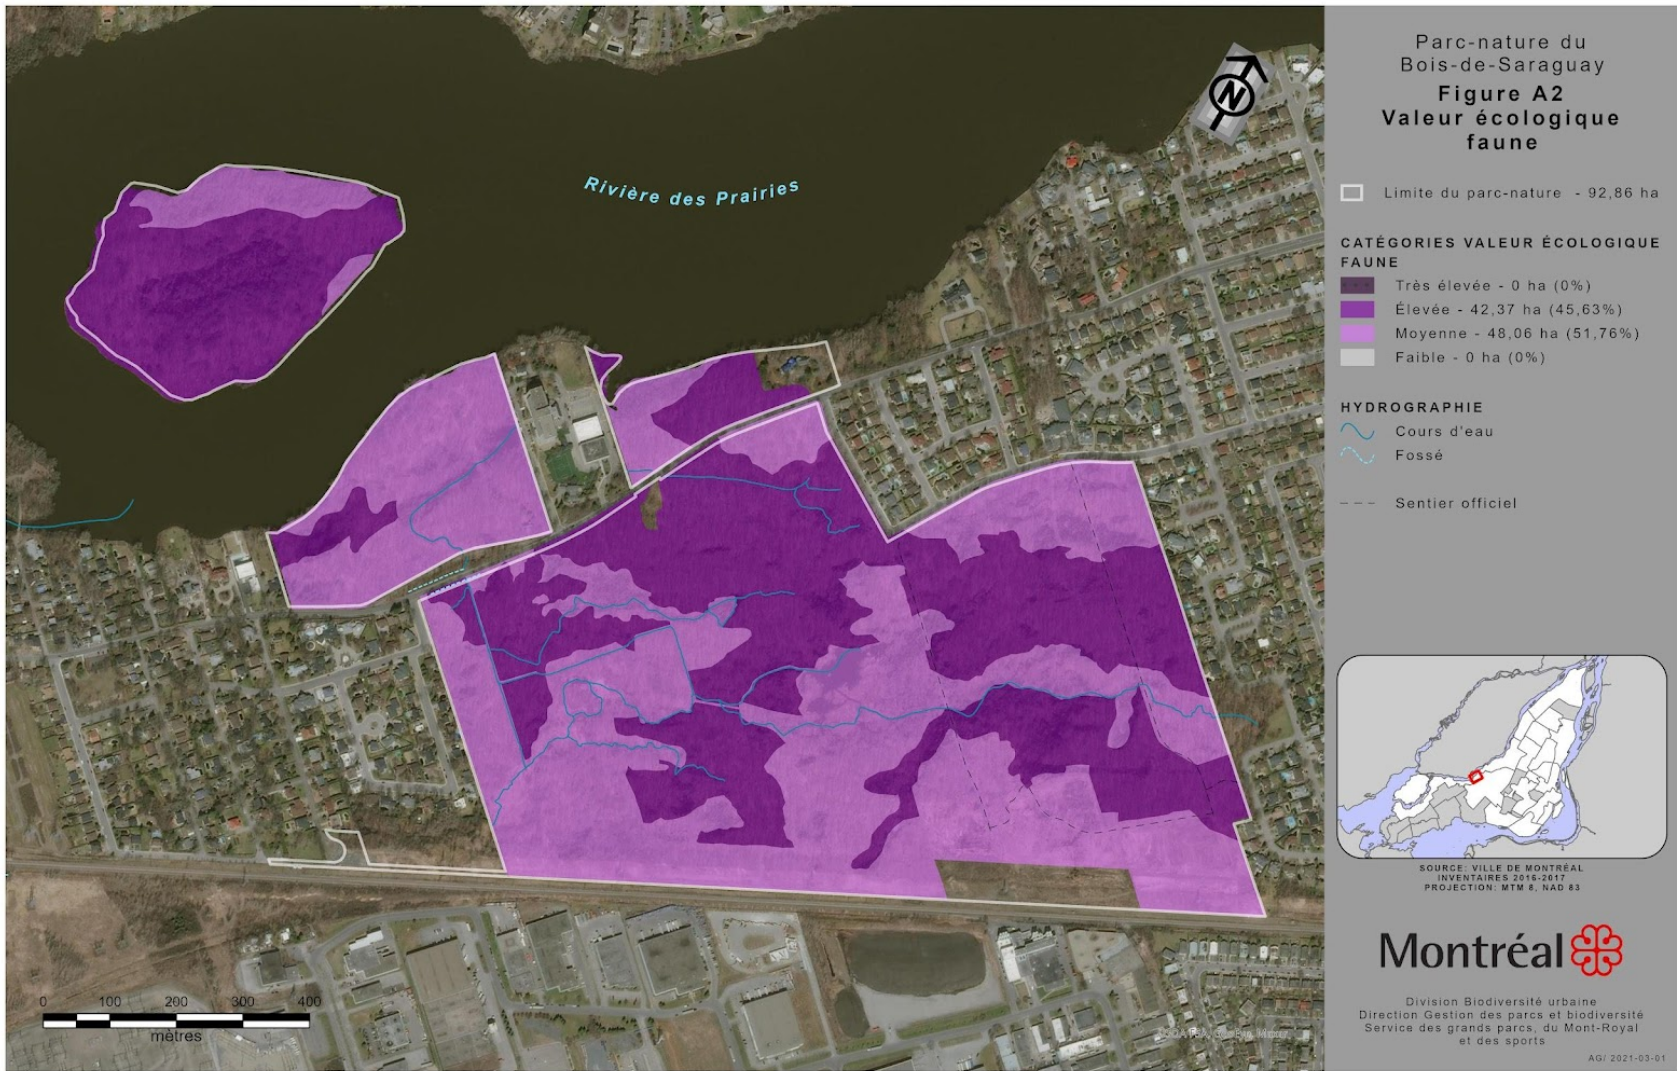 Parc-nature du
Bois-de-Saraguay
Figure A2
Valeur écologique
faune
Limite du parc-nature - 92,86 ha
CATÉGORIES VALEUR ÉCOLOGIQUE
FAUNE
Très élevée - 0 ha (0%)
Élevée - 42,37 ha (45,63%)
Moyenne - 48,06 ha (51,76%)
Faible - 0 ha (0%)
HYDROGRAPHIE
Cours d'eau
Fossé
Sentier officiel
SOURCE: VILLE DE MONTRÉAL
INVENTAIRES 2016-2017
PROJECTION: MTM 8, NAD 83
Montréal
Division Biodiversité urbaine
Direction Gestion des parcs et biodiversité
Service des grands parcs, du Mont-Royal
et des sports
AG/ 2021-03-01
N
Rivière des Prairies
0 100 200 300 400
mètres